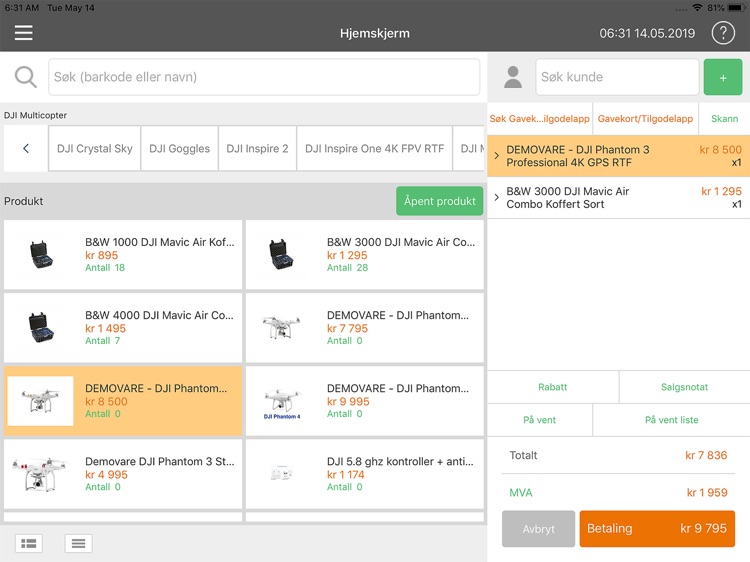 6:31 AM Tue May 14
81%
Hjemskjerm
06:31 14.05.2019
?
Søk (barkode eller navn)
Søk kunde
+
DJI Multicopter
Søk Gavek...ilgodelapp
Gavekort/Tilgodelapp
Skann
DJI Crystal Sky
DJI Goggles
DJI Inspire 2
DJI Inspire One 4K FPV RTF
DJI M
Produkt
Åpent produkt
B&W 1000 DJI Mavic Air Kof...
kr 895
Antall 18
B&W 3000 DJI Mavic Air Co...
kr 1 295
Antall 28
B&W 4000 DJI Mavic Air Co...
kr 1 495
Antall 7
DEMOVARE - DJI Phantom...
kr 7 795
Antall 0
DEMOVARE - DJI Phantom...
kr 8 500
Antall 0
DJI Phantom 4
DEMOVARE - DJI Phantom...
kr 9 995
Antall 0
Demovare DJI Phantom 3 St...
kr 4 995
Antall 0
DJI 5.8 ghz kontroller + anti...
kr 1 174
Antall 0
DEMOVARE - DJI Phantom 3
Professional 4K GPS RTF
kr 8 500
x1
B&W 3000 DJI Mavic Air
Combo Koffert Sort
kr 1 295
x1
Rabatt
Salgsnotat
På vent
På vent liste
Totalt
kr 7 836
MVA
kr 1 959
Avbryt
Betaling
kr 9 795